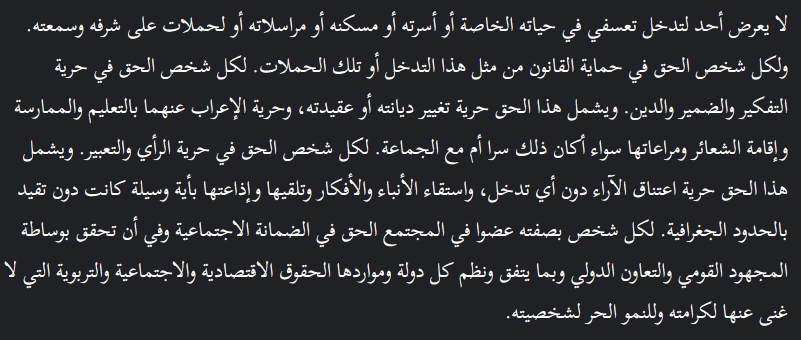 لا يعرض أحد لتدخل تعسفي في حياته الخاصة أو أسرته أو مسكنه أو مراسلاته أو لحملات على شرفه وسمعته.
ولكل شخص الحق في حماية القانون من مثل هذا التدخل أو تلك الحملات. لكل شخص الحق في حرية
التفكير والضمير والدين. ويشمل هذا الحق حرية تغيير ديانته أو عقيدته، وحرية الإعراب عنهما بالتعليم والممارسة
وإقامة الشعائر ومراعاتها سواء أكان ذلك سرا أم مع الجماعة. لكل شخص الحق في حرية الرأي والتعبير. ويشمل
هذا الحق حرية اعتناق الآراء دون أي تدخل، واستقاء الأنباء والأفكار وتلقيها وإذاعتها بأية وسيلة كانت دون تقيد
بالحدود الجغرافية. لكل شخص بصفته عضوا في المجتمع الحق في الضمانة الاجتماعية وفي أن تحقق بوساطة
المجهود القومي والتعاون الدولي وبما يتفق ونظم كل دولة ومواردها الحقوق الاقتصادية والاجتماعية والتربوية التي لا
غنى عنها لكرامته وللنمو الحر لشخصيته.